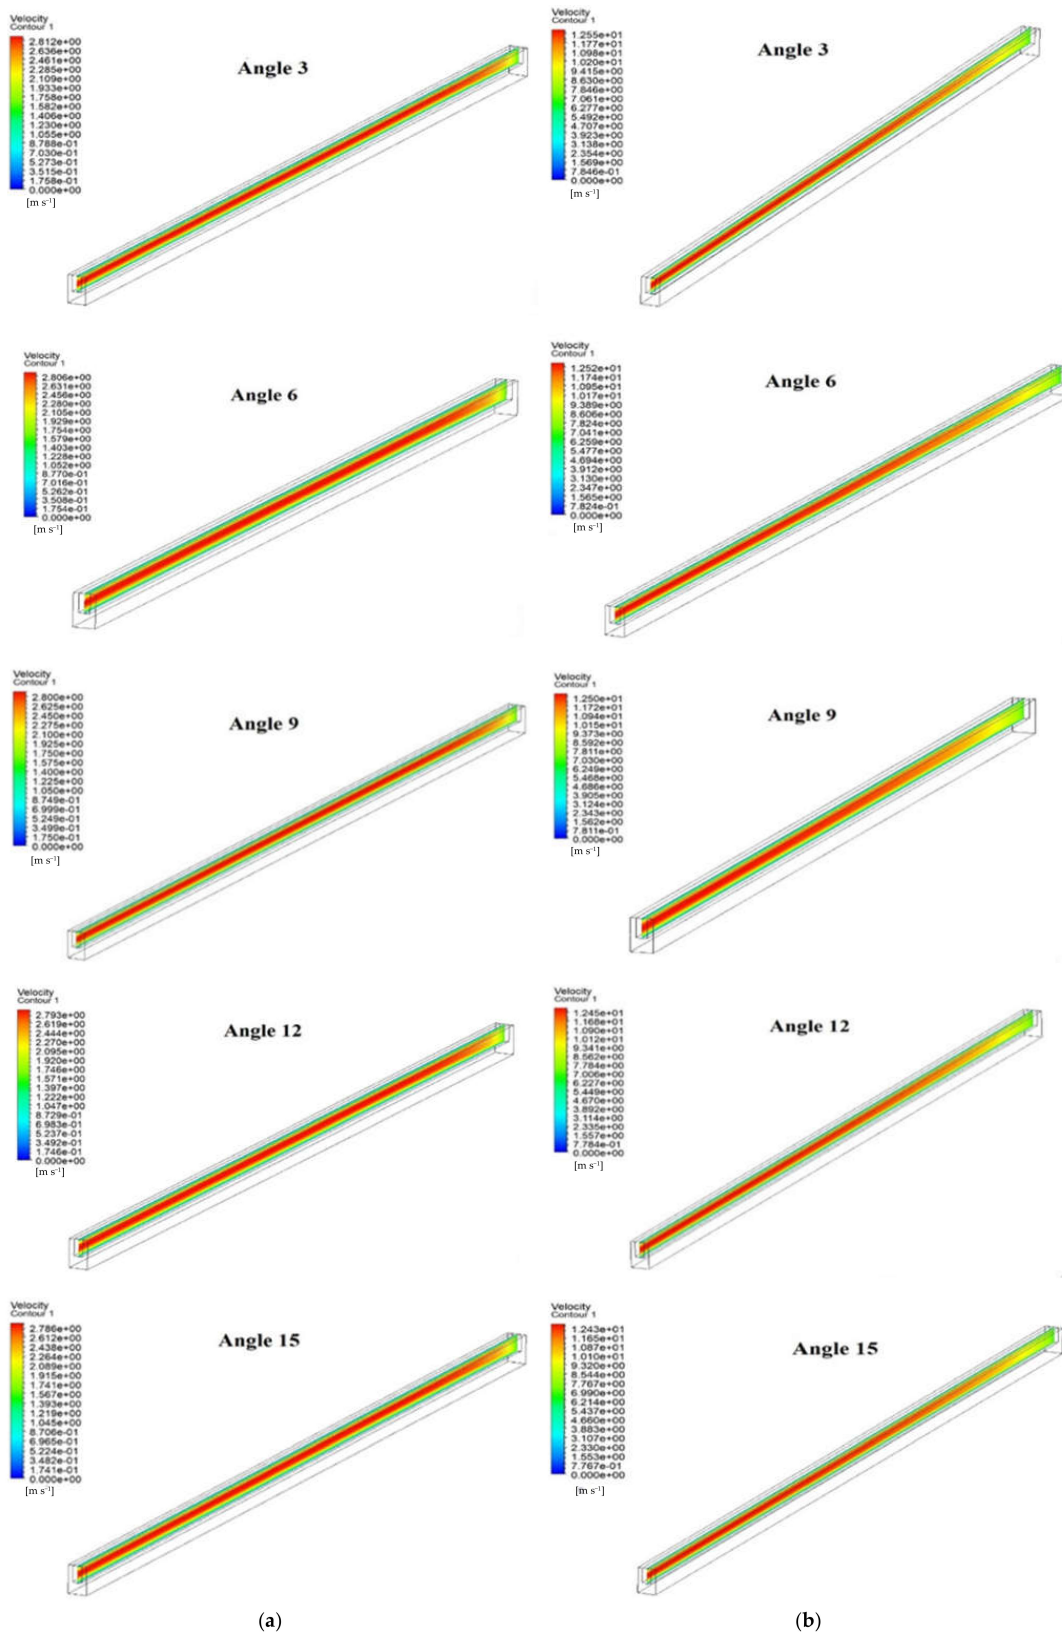 Velocity
Contour 1
2.812e+00
2.636e+00
2.461e+00
2.285e+00
2.109e+00
1.933e+00
1.758e+00
1.582e+00
1.406e+00
1.230e+00
1.055e+00
8.788e-01
7.030e-01
5.273e-01
3.515e-01
1.758e-01
0.000e+00
[m s⁻¹]
Angle 3
Velocity
Contour 1
1.255e+01
1.177e+01
1.098e+01
1.020e+01
9.415e+00
8.630e+00
7.846e+00
7.061e+00
6.277e+00
5.492e+00
4.707e+00
3.923e+00
3.138e+00
2.354e+00
1.569e+00
7.846e-01
0.000e+00
[m s⁻¹]
Angle 3
Velocity
Contour 1
2.806e+00
2.631e+00
2.456e+00
2.280e+00
2.105e+00
1.929e+00
1.754e+00
1.579e+00
1.403e+00
1.228e+00
1.052e+00
8.770e-01
7.016e-01
5.262e-01
3.508e-01
1.754e-01
0.000e+00
[m s⁻¹]
Angle 6
Velocity
Contour 1
1.252e+01
1.174e+01
1.095e+01
1.017e+01
9.389e+00
8.606e+00
7.824e+00
7.041e+00
6.259e+00
5.477e+00
4.694e+00
3.912e+00
3.130e+00
2.347e+00
1.565e+00
7.824e-01
0.000e+00
[m s⁻¹]
Angle 6
Velocity
Contour 1
2.800e+00
2.625e+00
2.450e+00
2.275e+00
2.100e+00
1.925e+00
1.750e+00
1.575e+00
1.400e+00
1.225e+00
1.050e+00
8.749e-01
6.999e-01
5.249e-01
3.499e-01
1.750e-01
0.000e+00
[m s⁻¹]
Angle 9
Velocity
Contour 1
1.250e+01
1.172e+01
1.094e+01
1.015e+01
9.373e+00
8.592e+00
7.811e+00
7.030e+00
6.249e+00
5.468e+00
4.686e+00
3.905e+00
3.124e+00
2.343e+00
1.562e+00
7.811e-01
0.000e+00
[m s⁻¹]
Angle 9
Velocity
Contour 1
2.793e+00
2.619e+00
2.444e+00
2.270e+00
2.095e+00
1.920e+00
1.746e+00
1.571e+00
1.397e+00
1.222e+00
1.047e+00
8.729e-01
6.983e-01
5.237e-01
3.492e-01
1.746e-01
0.000e+00
[m s⁻¹]
Angle 12
Velocity
Contour 1
1.245e+01
1.168e+01
1.090e+01
1.012e+01
9.341e+00
8.562e+00
7.784e+00
7.006e+00
6.227e+00
5.449e+00
4.670e+00
3.892e+00
3.114e+00
2.335e+00
1.557e+00
7.784e-01
0.000e+00
[m s⁻¹]
Angle 12
Velocity
Contour 1
2.786e+00
2.612e+00
2.438e+00
2.264e+00
2.089e+00
1.915e+00
1.741e+00
1.567e+00
1.393e+00
1.219e+00
1.045e+00
8.706e-01
6.965e-01
5.224e-01
3.482e-01
1.741e-01
0.000e+00
[m s⁻¹]
Angle 15
Velocity
Contour 1
1.243e+01
1.165e+01
1.087e+01
1.010e+01
9.320e+00
8.544e+00
7.767e+00
6.990e+00
6.214e+00
5.437e+00
4.660e+00
3.883e+00
3.107e+00
2.330e+00
1.553e+00
7.767e-01
0.000e+00
[m s⁻¹]
Angle 15
(a)
(b)